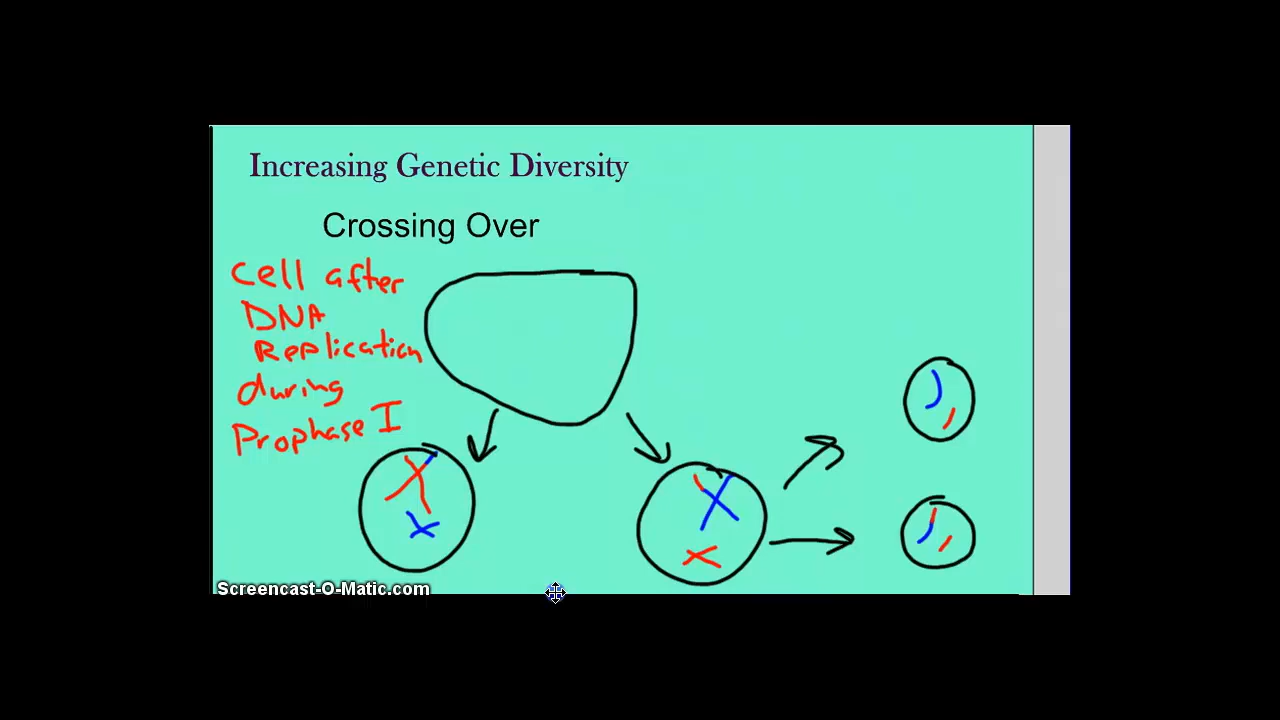 Increasing Genetic Diversity
Crossing Over
Cell after
DNA
Replication
during
Prophase I
Screencast-O-Matic.com